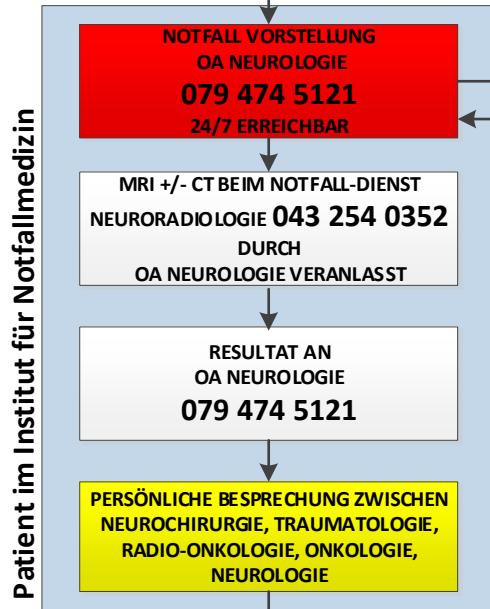 Patient im Institut für Notfallmedizin
NOTFALL VORSTELLUNG
OA NEUROLOGIE
079 474 5121
24/7 ERREICHBAR
MRI +/- CT BEIM NOTFALL-DIENST
NEURORADIOLOGIE 043 254 0352
DURCH
OA NEUROLOGIE VERANLASST
RESULTAT AN
OA NEUROLOGIE
079 474 5121
PERSÖNLICHE BESPRECHUNG ZWISCHEN
NEUROCHIRURGIE, TRAUMATOLOGIE,
RADIO-ONKOLOGIE, ONKOLOGIE,
NEUROLOGIE